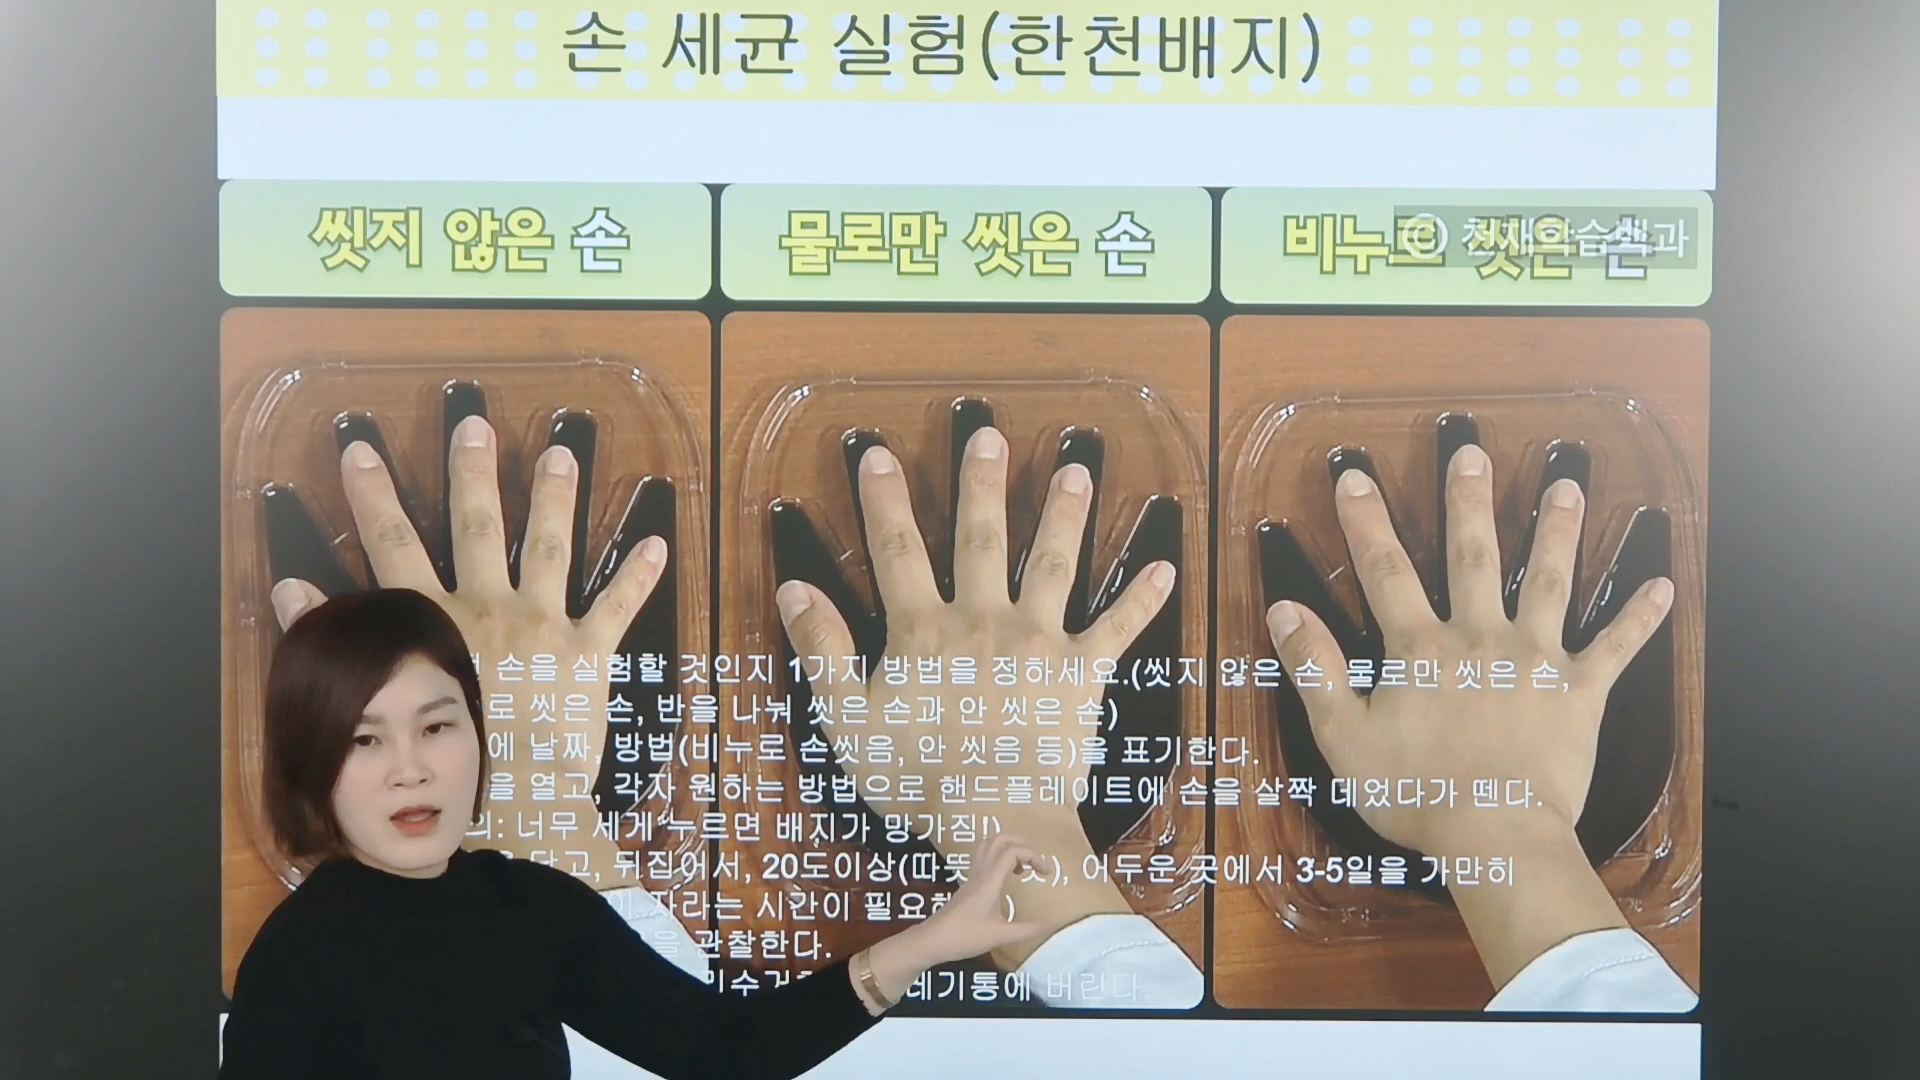 손 세균 실험(한천배지)
씻지 않은 손
물로만 씻은 손
비누로 씻은 손
© 천재학습백과
손을 실험할 것인지 1가지 방법을 정하세요.(씻지 않은 손, 물로만 씻은 손,
로 씻은 손, 반을 나눠 씻은 손과 안 씻은 손)
에 날짜, 방법(비누로 손씻음, 안 씻음 등)을 표기한다.
을 열고, 각자 원하는 방법으로 핸드플레이트에 손을 살짝 데었다가 뗀다.
의: 너무 세게 누르면 배지가 망가짐!)
닫고, 뒤집어서, 20도이상(따뜻 ), 어두운 곳에서 3-5일을 가만히
자라는 시간이 필요해 )
을 관찰한다.
버린다.